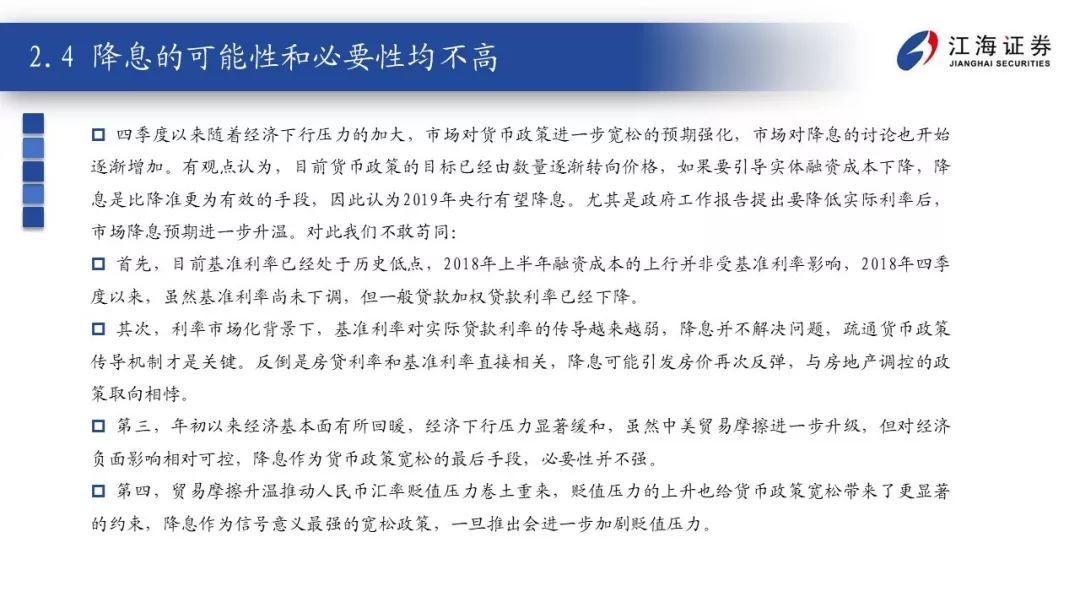 2.4 降息的可能性和必要性均不高
江海证券
JIANGHAI SECURITIES
四季度以来随着经济下行压力的加大，市场对货币政策进一步宽松的预期强化，市场对降息的讨论也开始
逐渐增加。有观点认为，目前货币政策的目标已经由数量逐渐转向价格，如果要引导实体融资成本下降，降
息是比降准更为有效的手段，因此认为2019年央行有望降息。尤其是政府工作报告提出要降低实际利率后，
市场降息预期进一步升温。对此我们不敢苟同：
首先，目前基准利率已经处于历史低点，2018年上半年融资成本的上行并非受基准利率影响，2018年四季
度以来，虽然基准利率尚未下调，但一般贷款加权贷款利率已经下降。
其次，利率市场化背景下，基准利率对实际贷款利率的传导越来越弱，降息并不解决问题，疏通货币政策
传导机制才是关键。反倒是房贷利率和基准利率直接相关，降息可能引发房价再次反弹，与房地产调控的政
策取向相悖。
第三，年初以来经济基本面有所回暖，经济下行压力显著缓和，虽然中美贸易摩擦进一步升级，但对经济
负面影响相对可控，降息作为货币政策宽松的最后手段，必要性并不强。
第四，贸易摩擦升温推动人民币汇率贬值压力卷土重来，贬值压力的上升也给货币政策宽松带来了更显著
的约束，降息作为信号意义最强的宽松政策，一旦推出会进一步加剧贬值压力。